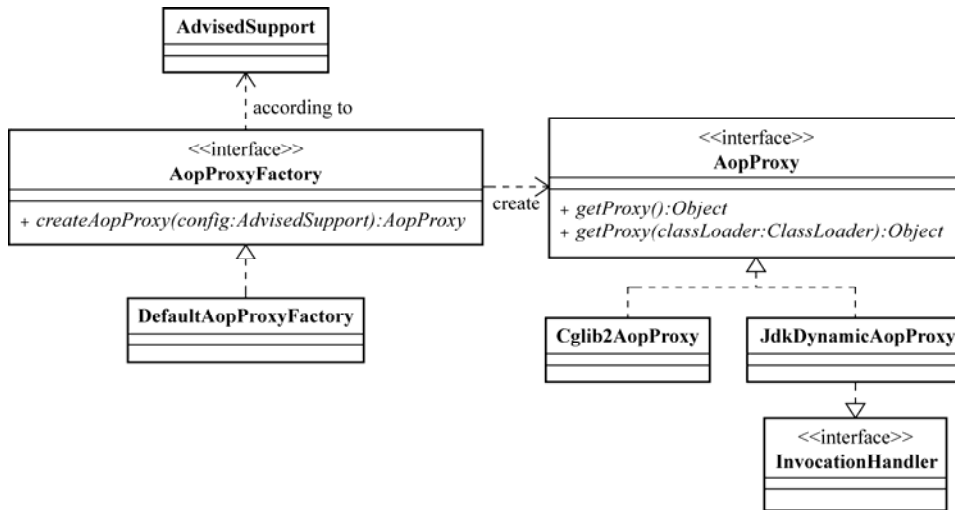 AdvisedSupport
according to
<<interface>>
AopProxyFactory
+ createAopProxy(config:AdvisedSupport):AopProxy
create
<<interface>>
AopProxy
+ getProxy():Object
+ getProxy(classLoader:ClassLoader):Object
DefaultAopProxyFactory
Cglib2AopProxy
JdkDynamicAopProxy
<<interface>>
InvocationHandler